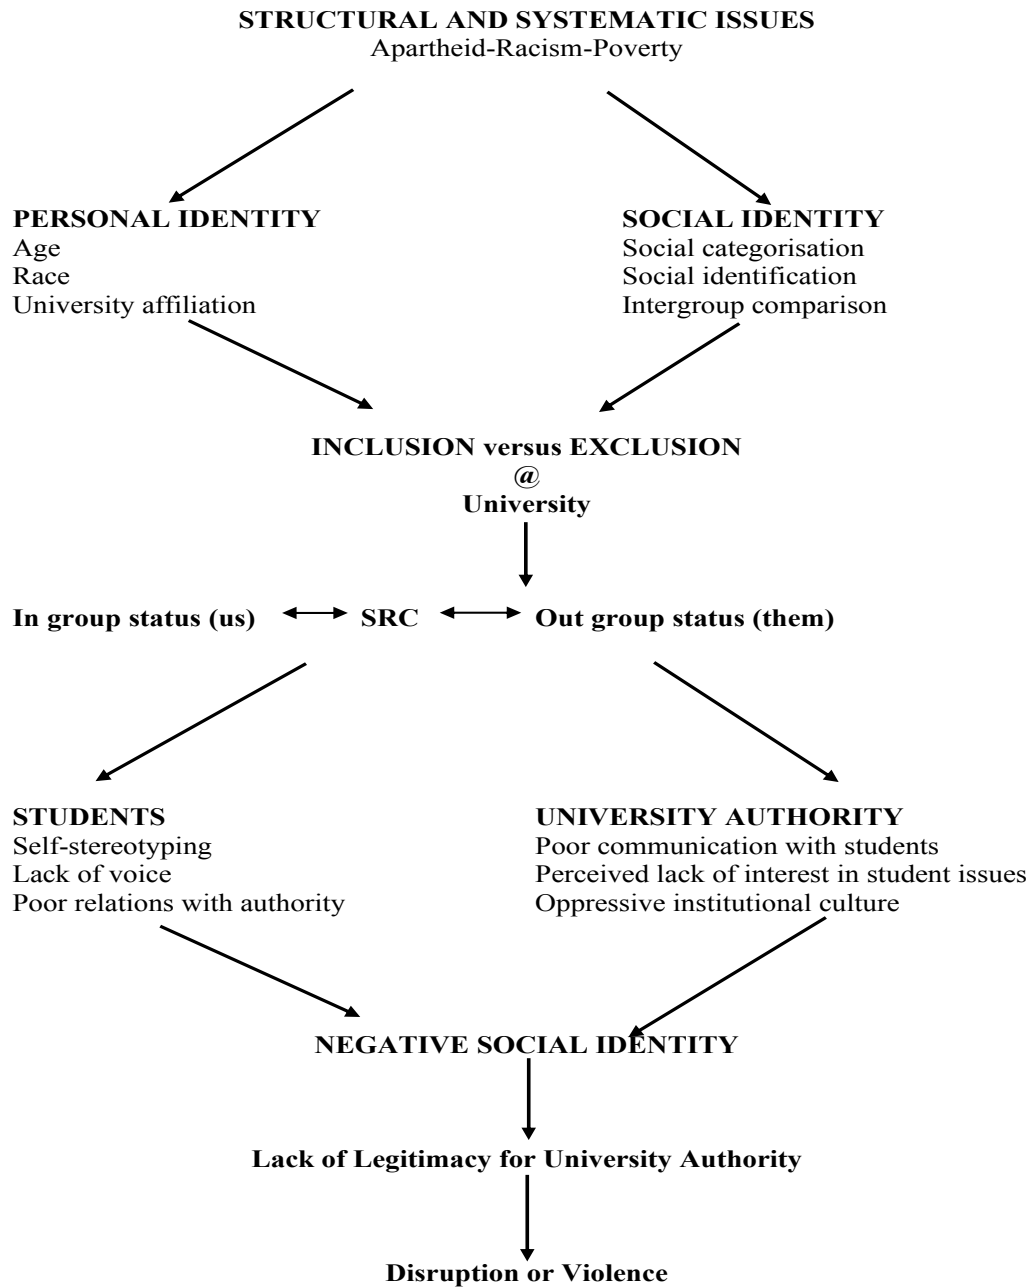 STRUCTURAL AND SYSTEMATIC ISSUES
Apartheid-Racism-Poverty
PERSONAL IDENTITY
Age
Race
University affiliation
SOCIAL IDENTITY
Social categorisation
Social identification
Intergroup comparison
INCLUSION versus EXCLUSION
@
University
In group status (us) SRC Out group status (them)
STUDENTS
Self-stereotyping
Lack of voice
Poor relations with authority
UNIVERSITY AUTHORITY
Poor communication with students
Perceived lack of interest in student issues
Oppressive institutional culture
NEGATIVE SOCIAL IDENTITY
Lack of Legitimacy for University Authority
Disruption or Violence